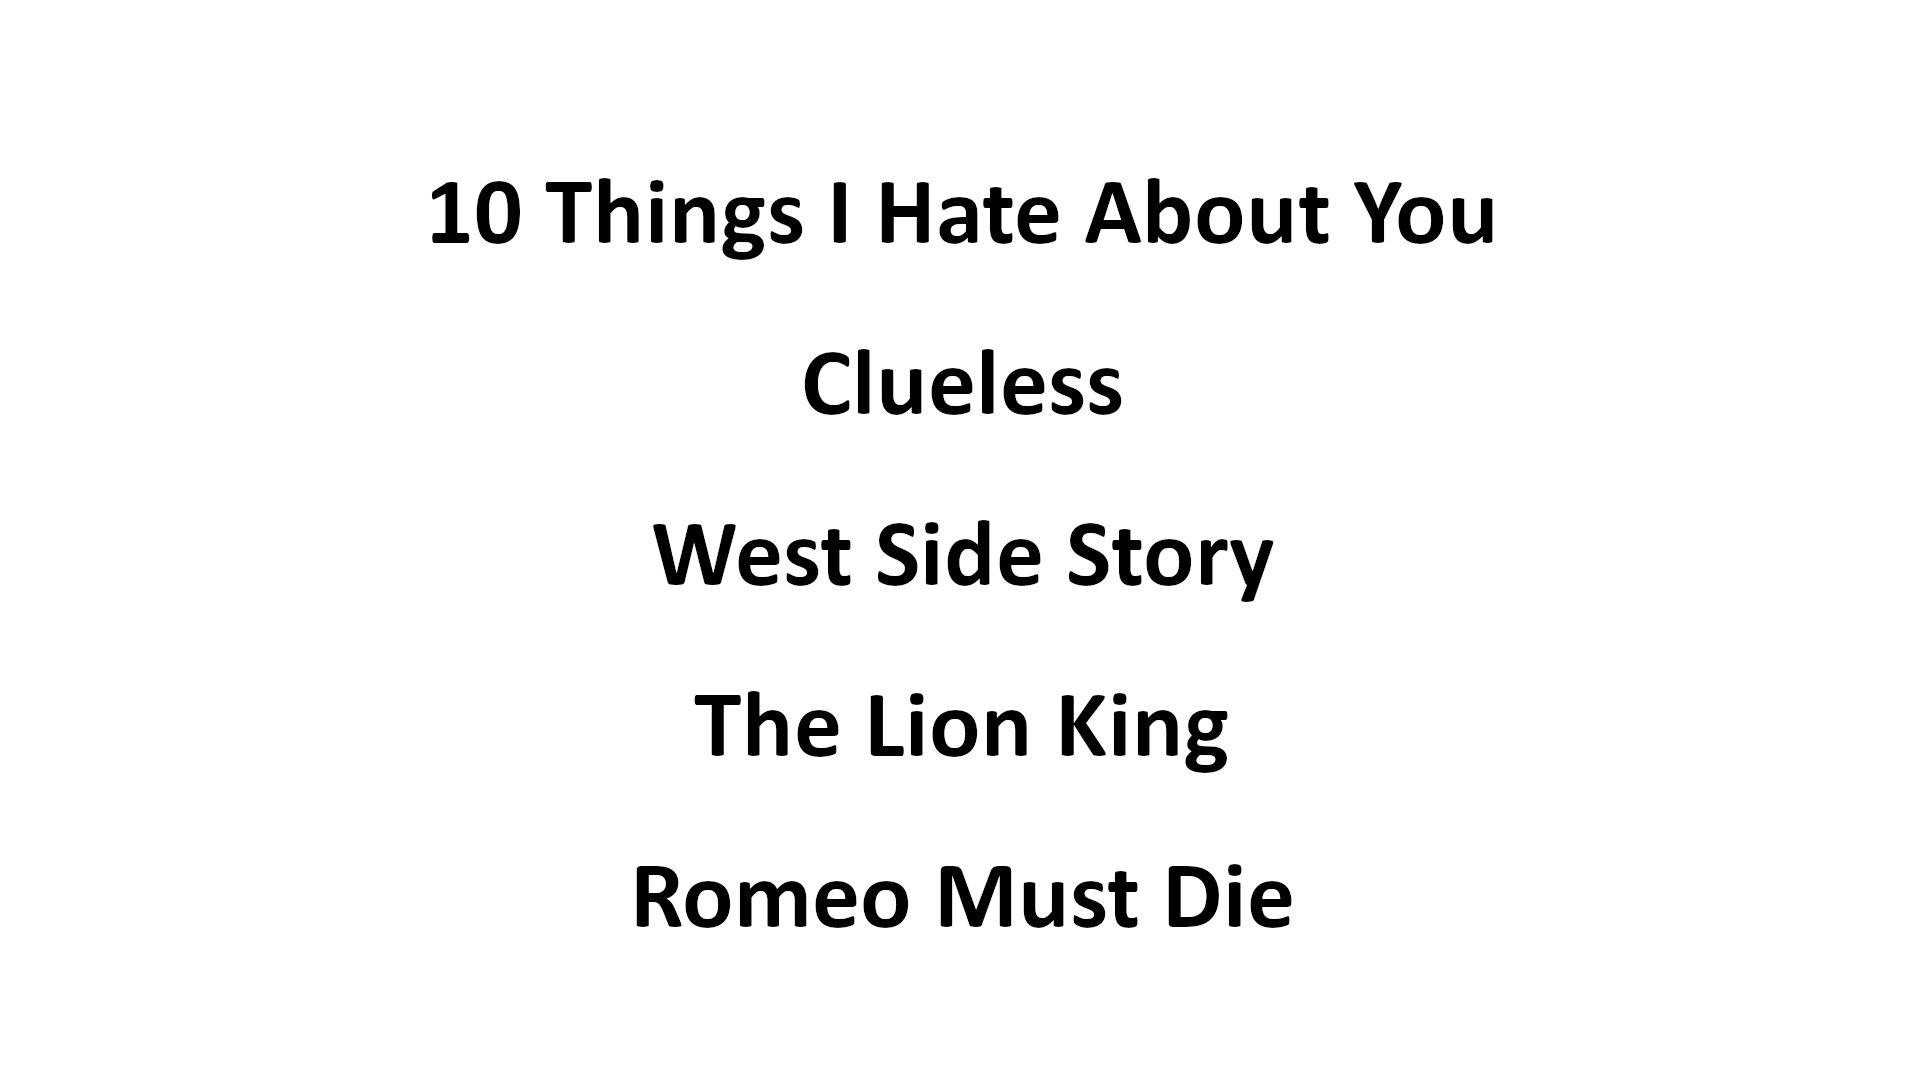 10 Things I Hate About You
Clueless
West Side Story
The Lion King
Romeo Must Die